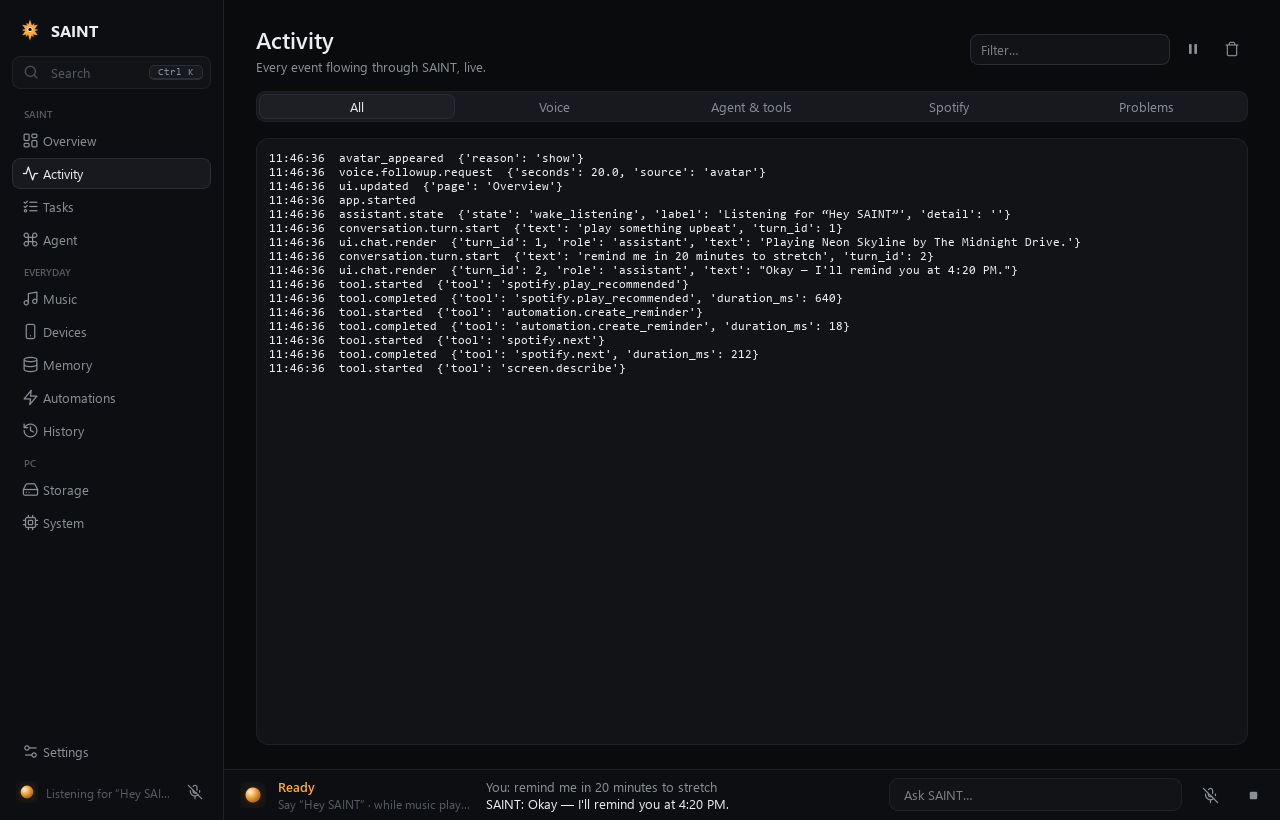 SAINT
Search
Ctrl K
SAINT
Overview
Activity
Tasks
Agent
EVERYDAY
Music
Devices
Memory
Automations
History
PC
Storage
System
Settings
Listening for “Hey SAI...
Activity
Every event flowing through SAINT, live.
Filter...
All
Voice
Agent & tools
Spotify
Problems
11:46:36  avatar_appeared  {'reason': 'show'}
11:46:36  voice.followup.request  {'seconds': 20.0, 'source': 'avatar'}
11:46:36  ui.updated  {'page': 'Overview'}
11:46:36  app.started
11:46:36  assistant.state  {'state': 'wake_listening', 'label': 'Listening for “Hey SAINT”', 'detail': ''}
11:46:36  conversation.turn.start  {'text': 'play something upbeat', 'turn_id': 1}
11:46:36  ui.chat.render  {'turn_id': 1, 'role': 'assistant', 'text': 'Playing Neon Skyline by The Midnight Drive.'}
11:46:36  conversation.turn.start  {'text': 'remind me in 20 minutes to stretch', 'turn_id': 2}
11:46:36  ui.chat.render  {'turn_id': 2, 'role': 'assistant', 'text': "Okay — I'll remind you at 4:20 PM."}
11:46:36  tool.started  {'tool': 'spotify.play_recommended'}
11:46:36  tool.completed  {'tool': 'spotify.play_recommended', 'duration_ms': 640}
11:46:36  tool.started  {'tool': 'automation.create_reminder'}
11:46:36  tool.completed  {'tool': 'automation.create_reminder', 'duration_ms': 18}
11:46:36  tool.started  {'tool': 'spotify.next'}
11:46:36  tool.completed  {'tool': 'spotify.next', 'duration_ms': 212}
11:46:36  tool.started  {'tool': 'screen.describe'}
Ready
Say “Hey SAINT” · while music play...
You: remind me in 20 minutes to stretch
SAINT: Okay — I'll remind you at 4:20 PM.
Ask SAINT...